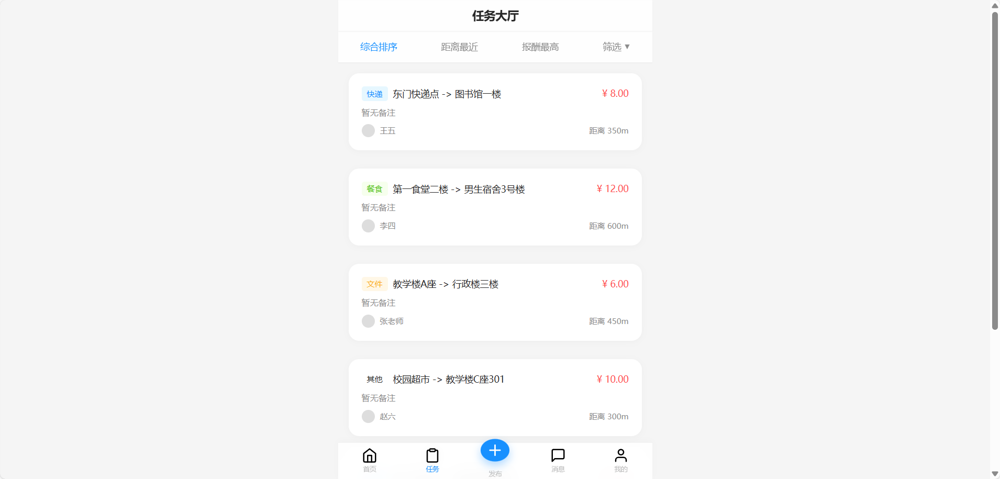 任务大厅
综合排序 距离最近 报酬最高 筛选 ▼
快递 东门快递点 -> 图书馆一楼 ¥ 8.00
暂无备注
王五 距离 350m
餐食 第一食堂二楼 -> 男生宿舍3号楼 ¥ 12.00
暂无备注
李四 距离 600m
文件 教学楼A座 -> 行政楼三楼 ¥ 6.00
暂无备注
张老师 距离 450m
其他 校园超市 -> 教学楼C座301 ¥ 10.00
暂无备注
赵六 距离 300m
首页 任务 发布 消息 我的